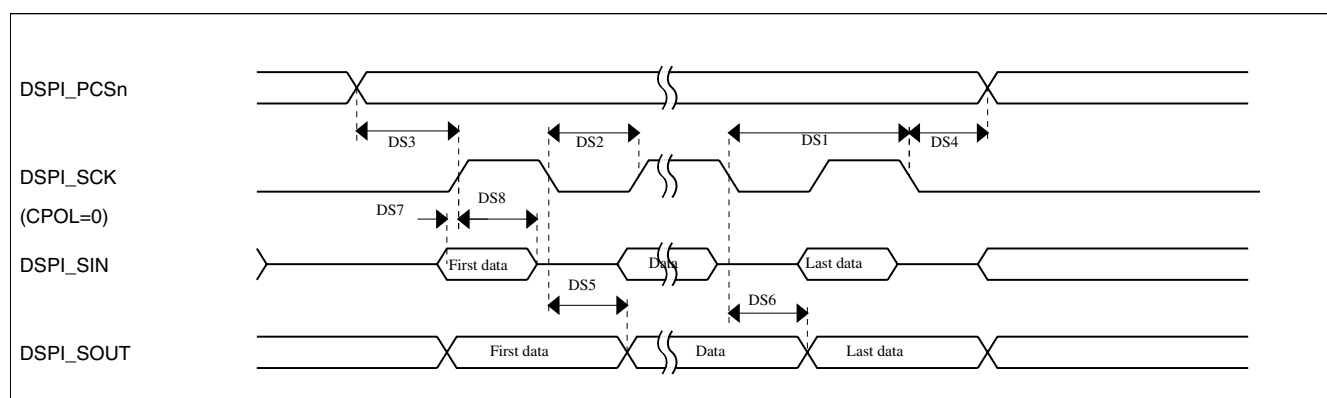 DSPI_PCSn
DS3
DS2
DS1
DS4
DSPI_SCK
(CPOL=0)
DS7
DS8
DSPI_SIN
First data
Data
Last data
DS5
DS6
DSPI_SOUT
First data
Data
Last data